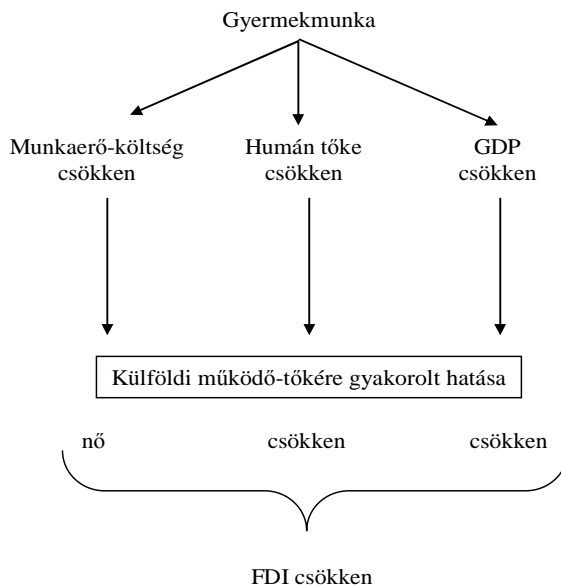 Gyermekmunka
Munkaerő-költség
csökken
Humán tőke
csökken
GDP
csökken
Külföldi működő-tőkére gyakorolt hatása
nő
csökken
csökken
FDI csökken